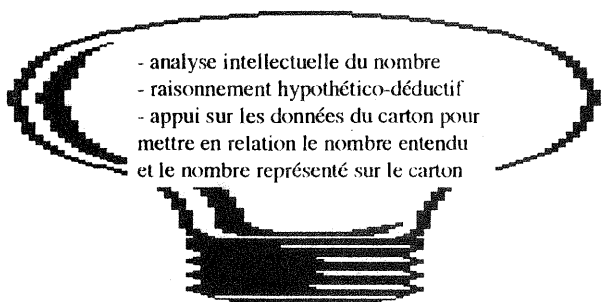 - analyse intellectuelle du nombre
- raisonnement hypothético-déductif
- appui sur les données du carton pour
mettre en relation le nombre entendu
et le nombre représenté sur le carton